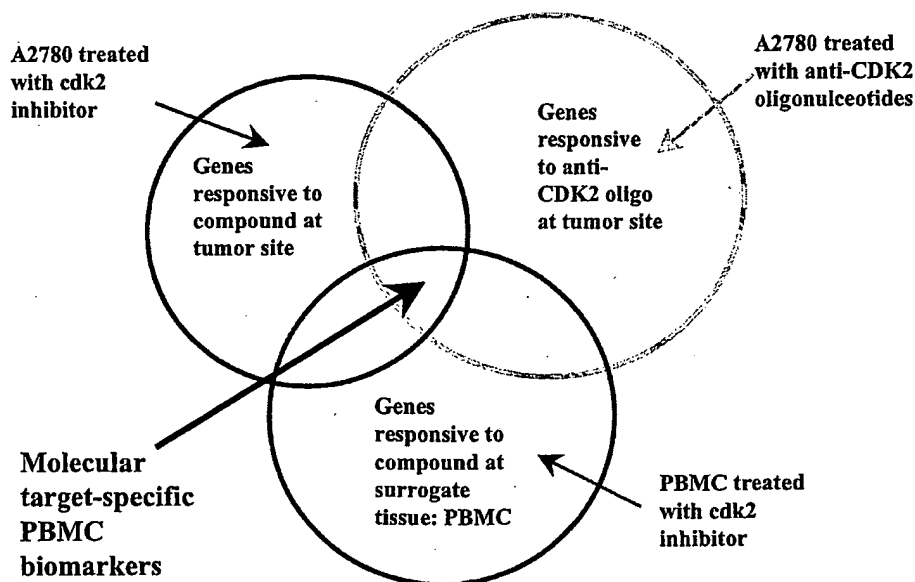 A2780 treated
with cdk2
inhibitor
A2780 treated
with anti-CDK2
oligonulceotides
Genes
responsive to
compound at
tumor site
Genes
responsive
to anti-
CDK2 oligo
at tumor site
Genes
responsive to
compound at
surrogate
tissue: PBMC
Molecular
target-specific
PBMC
biomarkers
PBMC treated
with cdk2
inhibitor